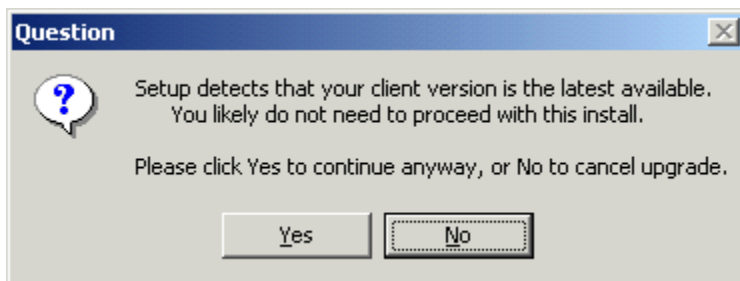 Question
Setup detects that your client version is the latest available.
You likely do not need to proceed with this install.
Please click Yes to continue anyway, or No to cancel upgrade.
Yes
No